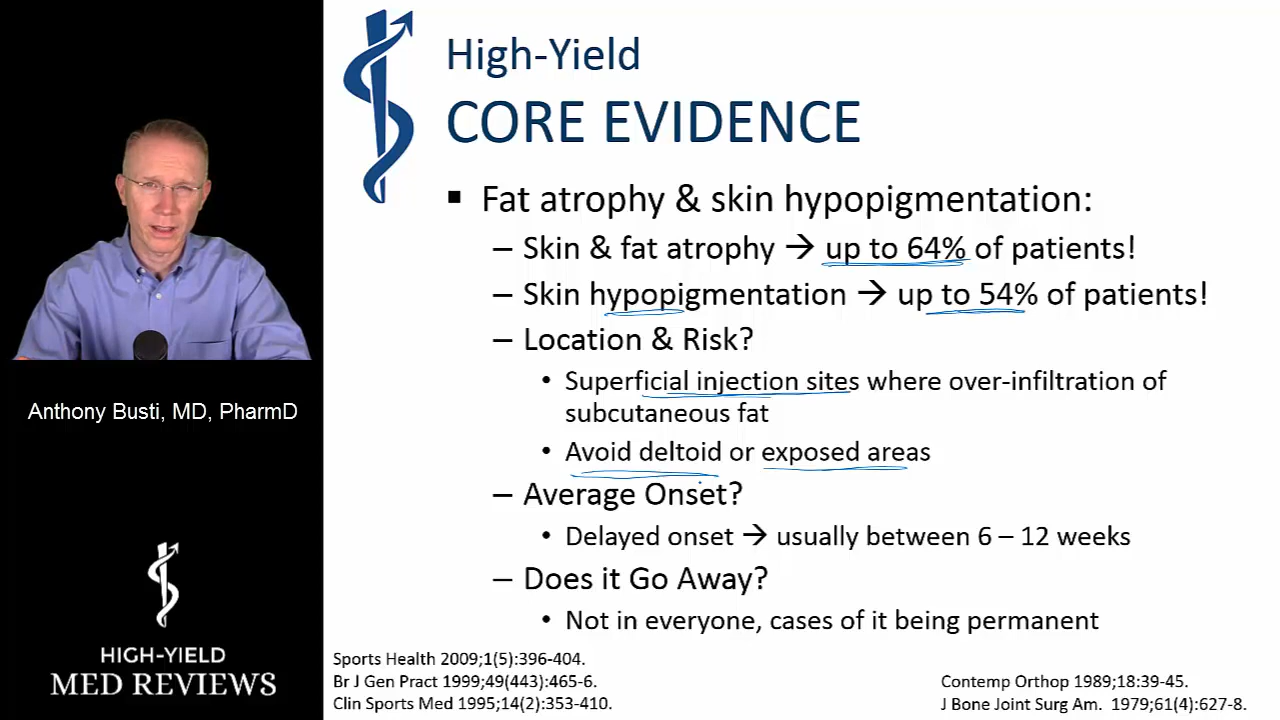 High-Yield
CORE EVIDENCE
▪ Fat atrophy & skin hypopigmentation:
– Skin & fat atrophy → up to 64% of patients!
– Skin hypopigmentation → up to 54% of patients!
– Location & Risk?
• Superficial injection sites where over-infiltration of
subcutaneous fat
• Avoid deltoid or exposed areas
– Average Onset?
• Delayed onset → usually between 6 – 12 weeks
– Does it Go Away?
• Not in everyone, cases of it being permanent
Sports Health 2009;1(5):396-404.
Br J Gen Pract 1999;49(443):465-6.
Clin Sports Med 1995;14(2):353-410.
Contemp Orthop 1989;18:39-45.
J Bone Joint Surg Am. 1979;61(4):627-8.
Anthony Busti, MD, PharmD
HIGH-YIELD
MED REVIEWS